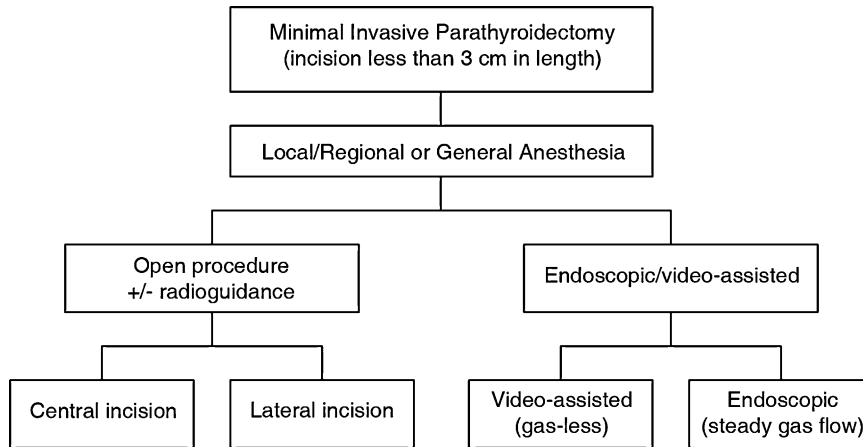 Minimal Invasive Parathyroidectomy
(incision less than 3 cm in length)
Local/Regional or General Anesthesia
Open procedure
+/- radioguidance
Endoscopic/video-assisted
Central incision
Lateral incision
Video-assisted
(gas-less)
Endoscopic
(steady gas flow)